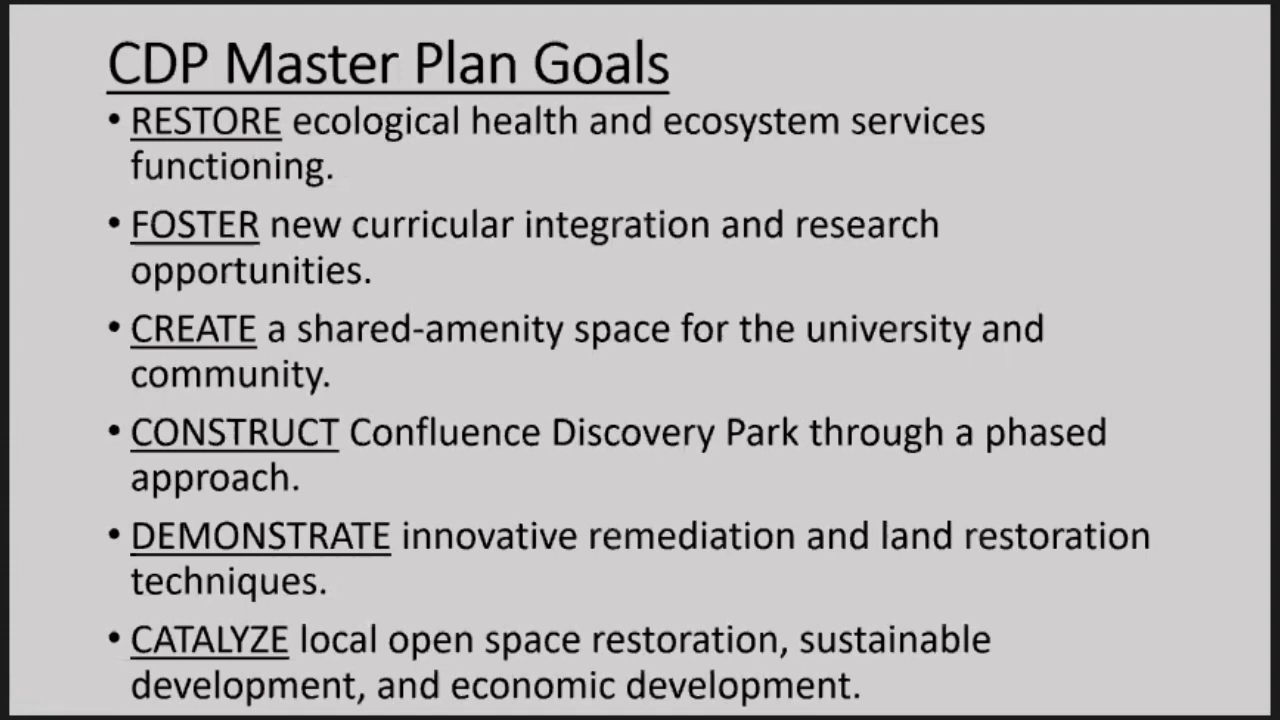 CDP Master Plan Goals
• RESTORE ecological health and ecosystem services
functioning.
• FOSTER new curricular integration and research
opportunities.
• CREATE a shared-amenity space for the university and
community.
• CONSTRUCT Confluence Discovery Park through a phased
approach.
• DEMONSTRATE innovative remediation and land restoration
techniques.
• CATALYZE local open space restoration, sustainable
development, and economic development.